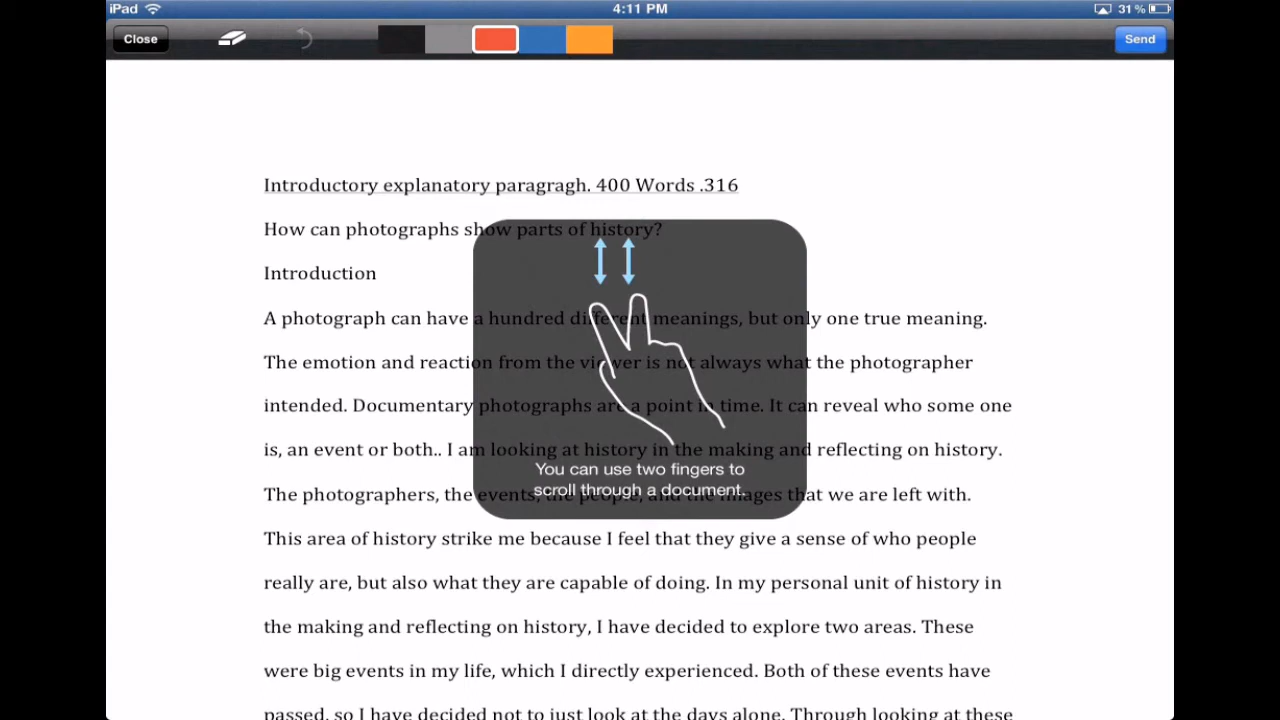 iPad 4:11 PM 31 %
Close Send
Introductory explanatory paragragh. 400 Words .316
How can photographs show parts of history?
Introduction
A photograph can have a hundred different meanings, but only one true meaning.
The emotion and reaction from the viewer is not always what the photographer
intended. Documentary photographs are a point in time. It can reveal who some one
is, an event or both.. I am looking at history in the making and reflecting on history.
The photographers, the events, the people, and the images that we are left with.
This area of history strike me because I feel that they give a sense of who people
really are, but also what they are capable of doing. In my personal unit of history in
the making and reflecting on history, I have decided to explore two areas. These
were big events in my life, which I directly experienced. Both of these events have
passed, so I have decided not to just look at the days alone. Through looking at these
You can use two fingers to
scroll through a document.